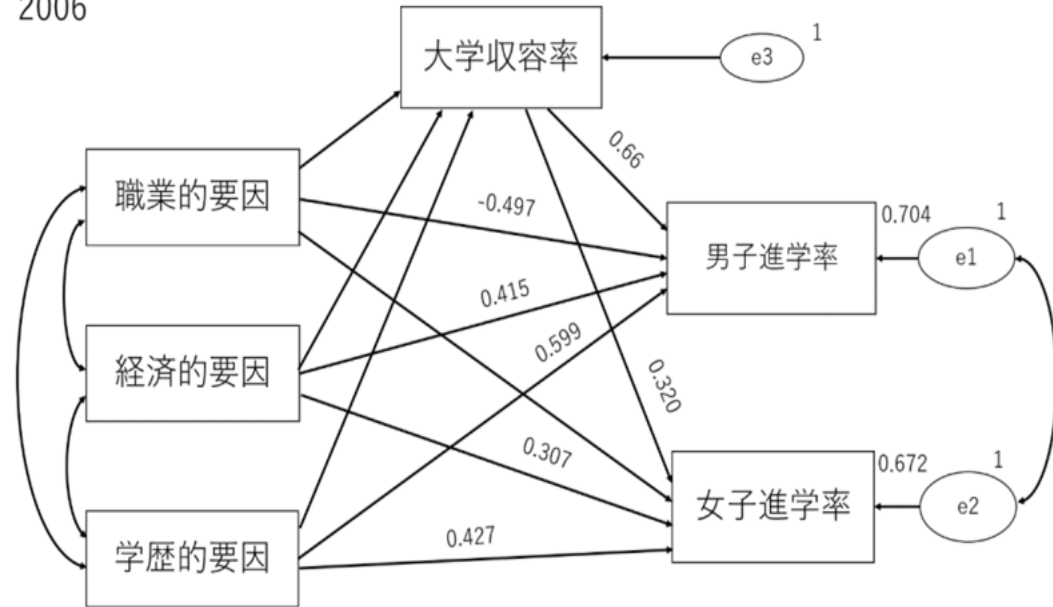 2006
大学収容率
e3
1
職業的要因
0.66
-0.497
男子進学率
0.704
1
e1
0.415
経済的要因
0.599
0.320
0.307
女子進学率
0.672
1
e2
学歴的要因
0.427